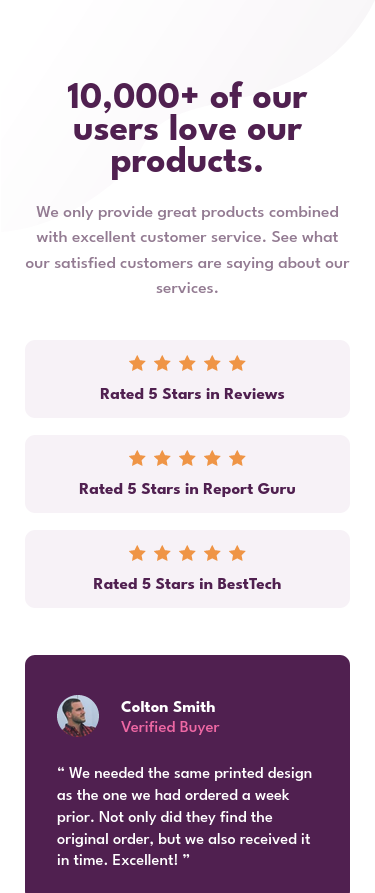 10,000+ of our
users love our
products.
We only provide great products combined
with excellent customer service. See what
our satisfied customers are saying about our
services.
Rated 5 Stars in Reviews
Rated 5 Stars in Report Guru
Rated 5 Stars in BestTech
Colton Smith
Verified Buyer
“ We needed the same printed design
as the one we had ordered a week
prior. Not only did they find the
original order, but we also received it
in time. Excellent! ”